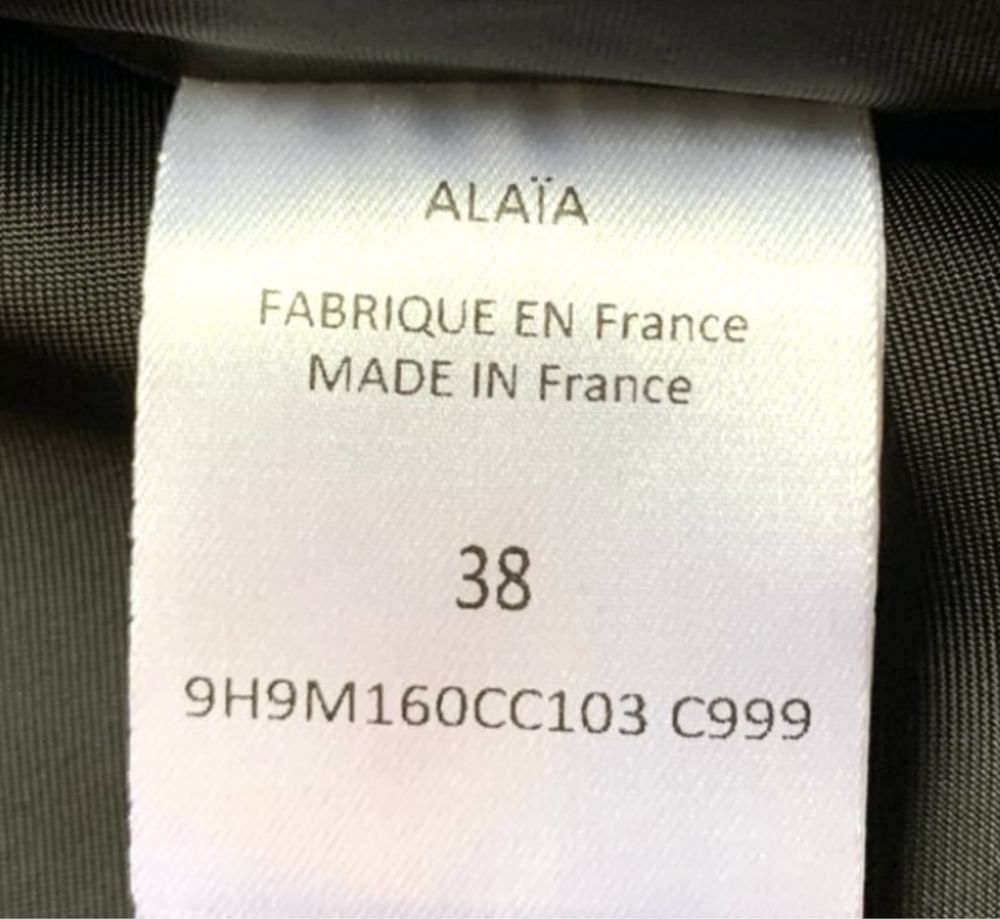 ALAÏA
FABRIQUE EN France
MADE IN France
38
9H9M160CC103 C999